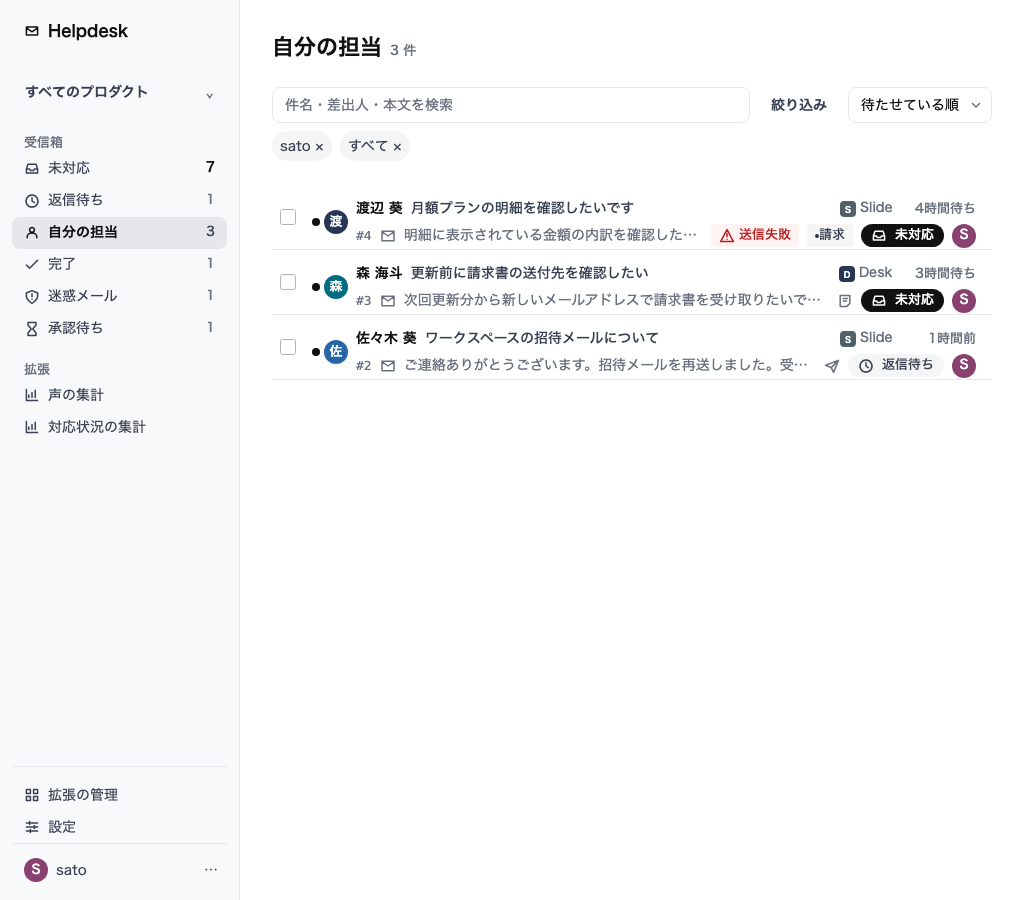 Helpdesk
すべてのプロダクト
受信箱
未対応 7
返信待ち 1
自分の担当 3
完了 1
迷惑メール 1
承認待ち 1
拡張
声の集計
対応状況の集計
拡張の管理
設定
S sato …
自分の担当 3 件
件名・差出人・本文を検索 絞り込み 待たせている順
sato × すべて ×
渡 渡辺 葵 月額プランの明細を確認したいです S Slide 4時間待ち
#4 明細に表示されている金額の内訳を確認した… 送信失敗 •請求 未対応 S
森 森 海斗 更新前に請求書の送付先を確認したい D Desk 3時間待ち
#3 次回更新分から新しいメールアドレスで請求書を受け取りたいで… 未対応 S
佐 佐々木 葵 ワークスペースの招待メールについて S Slide 1時間前
#2 ご連絡ありがとうございます。招待メールを再送しました。受… 返信待ち S